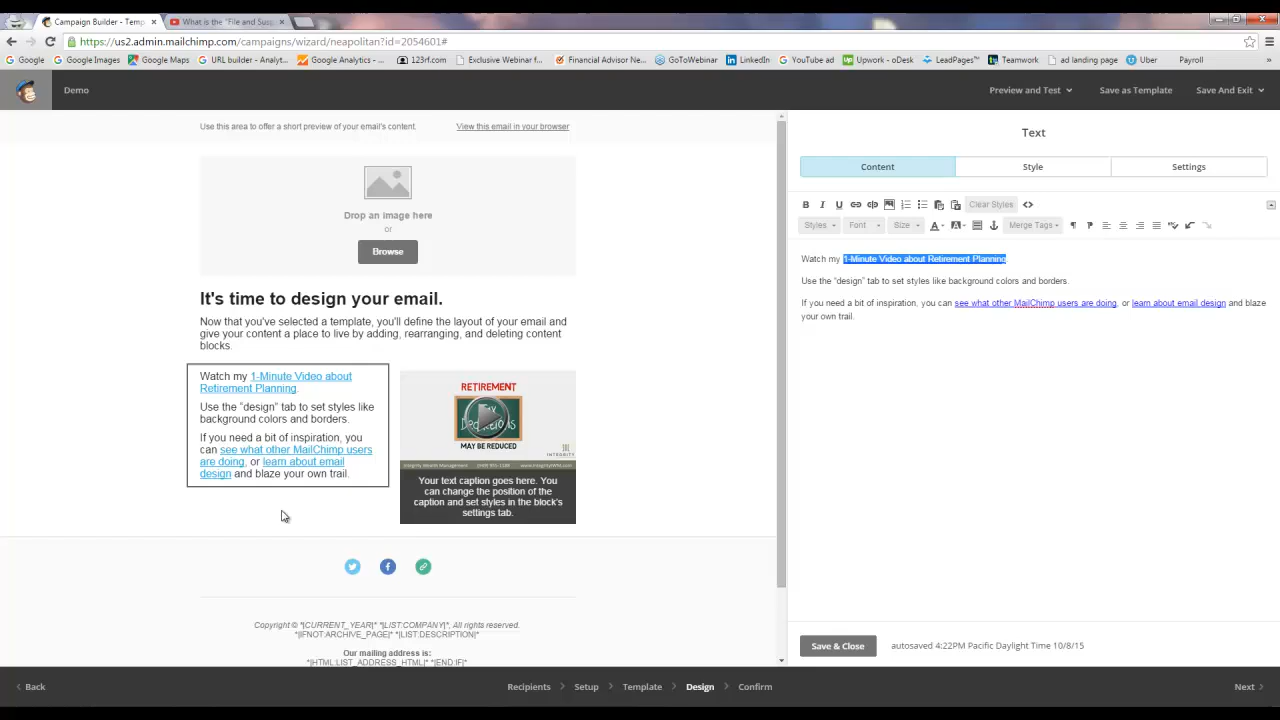 Campaign Builder - Temp
What is the "File and Sus
https://us2.admin.mailchimp.com/campaigns/wizard/neapolitan?id=2054601#
Google Google Images Google Maps URL builder - Analyt... Google Analytics -... 123rf.com Exclusive Webinar f... Financial Advisor Ne... GoToWebinar LinkedIn YouTube ad Upwork - oDesk LeadPages™ Teamwork ad landing page Uber Payroll »
Demo
Preview and Test
Save as Template
Save And Exit
Use this area to offer a short preview of your email's content.
View this email in your browser
Drop an image here
or
Browse
It's time to design your email.
Now that you've selected a template, you'll define the layout of your email and
give your content a place to live by adding, rearranging, and deleting content
blocks.
Watch my 1-Minute Video about
Retirement Planning.
Use the “design” tab to set styles like
background colors and borders.
If you need a bit of inspiration, you
can see what other MailChimp users
are doing, or learn about email
design and blaze your own trail.
RETIREMENT
MAY BE REDUCED
INTEGRITY
Integrity Wealth Management
Your text caption goes here. You
can change the position of the
caption and set styles in the block's
settings tab.
Copyright © *|CURRENT_YEAR|* *|LIST:COMPANY|*, All rights reserved.
*|IFNOT:ARCHIVE_PAGE|* *|LIST:DESCRIPTION|*
Our mailing address is:
*|HTML:LIST_ADDRESS_HTML|* *|END:IF|*
Text
Content
Style
Settings
B I U Clear Styles <>
Styles Font Size A A Merge Tags
Watch my 1-Minute Video about Retirement Planning
Use the “design” tab to set styles like background colors and borders.
If you need a bit of inspiration, you can see what other MailChimp users are doing, or learn about email design and blaze
your own trail.
Save & Close
autosaved 4:22PM Pacific Daylight Time 10/8/15
Back
Recipients
Setup
Template
Design
Confirm
Next